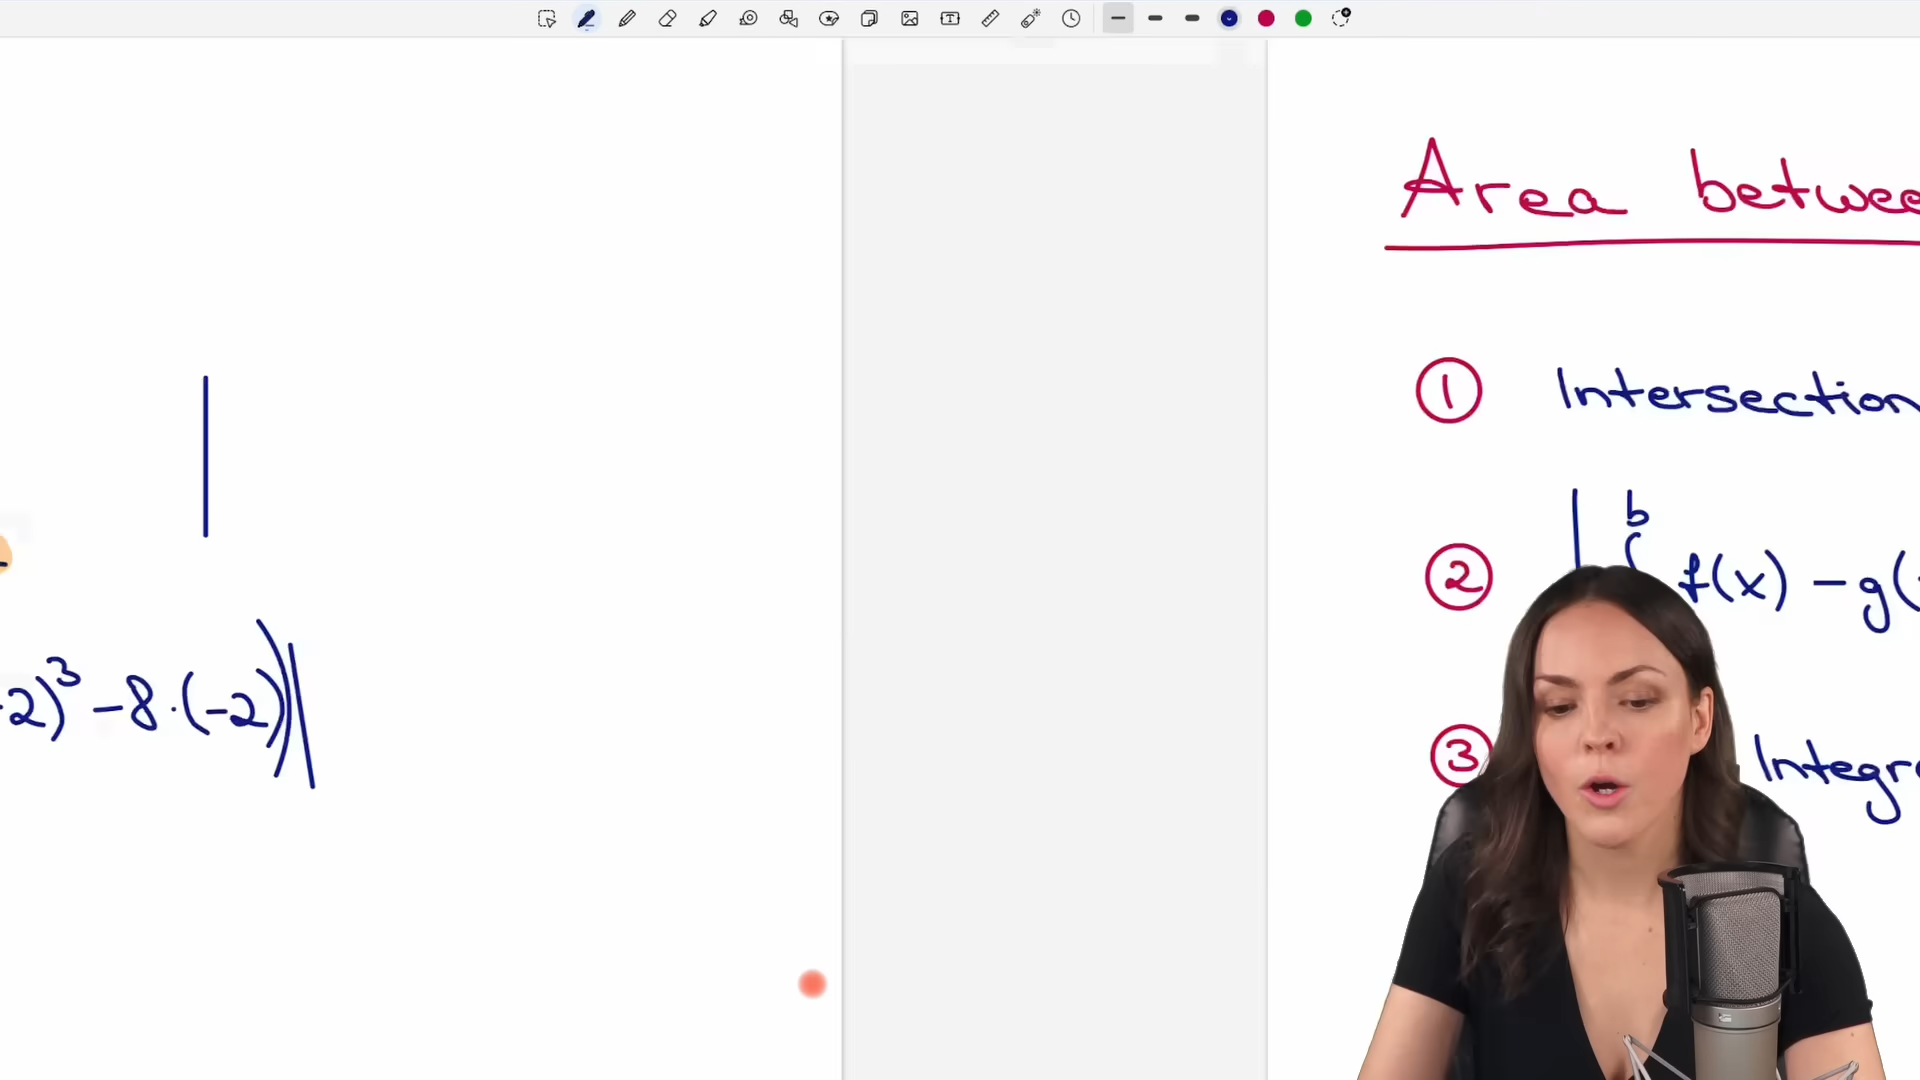 2)³ - 8 · (-2))|
Area betwee
① Intersection
② | b f(x) - g(
③ Integr